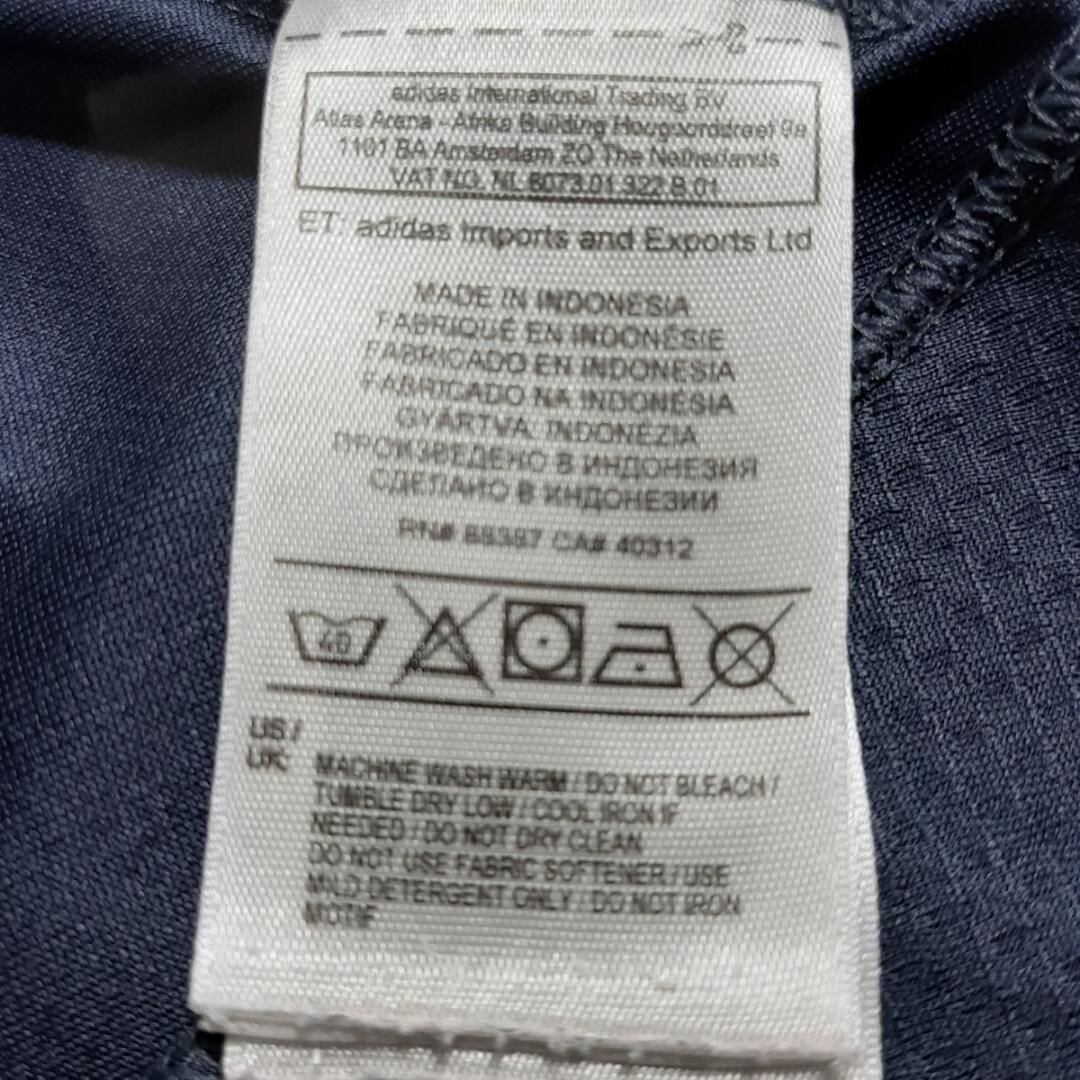 adidas International Trading BV
Atlas Arena - Afrika Building Hoogoorddreef 9a
1101 BA Amsterdam ZO The Netherlands
VAT NO. NL 8073.01.922.B.01
ET: adidas Imports and Exports Ltd
MADE IN INDONESIA
FABRIQUÉ EN INDONÉSIE
FABRICADO EN INDONESIA
FABRICADO NA INDONÉSIA
GYÁRTVA: INDONÉZIA
ПРОИЗВЕДЕНО В ИНДОНЕЗИЯ
СДЕЛАНО В ИНДОНЕЗИИ
RN# 88387 CA# 40312
40
US /
UK:
MACHINE WASH WARM / DO NOT BLEACH /
TUMBLE DRY LOW / COOL IRON IF
NEEDED / DO NOT DRY CLEAN
DO NOT USE FABRIC SOFTENER / USE
MILD DETERGENT ONLY / DO NOT IRON
MOTIF